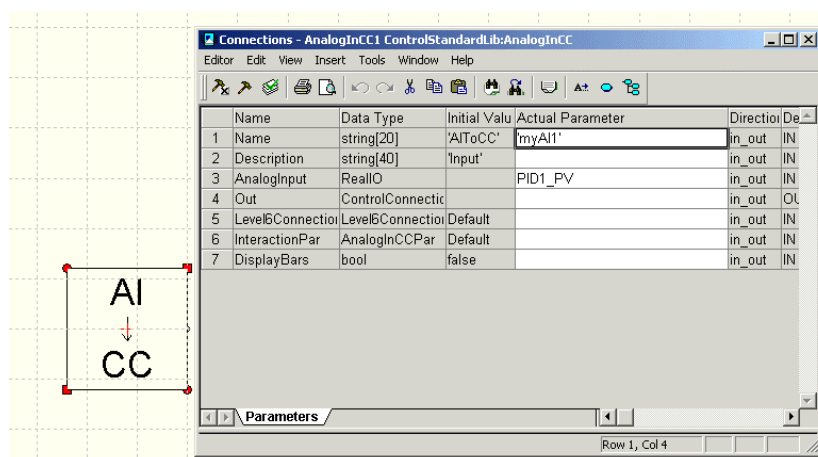 Connections - AnalogInCC1 ControlStandardLib:AnalogInCC
Editor Edit View Insert Tools Window Help
Name Data Type Initial Valu Actual Parameter Direction De
1 Name string[20] 'AIToCC' 'myAI1' in_out IN
2 Description string[40] 'Input' in_out IN
3 AnalogInput RealIO PID1_PV in_out IN
4 Out ControlConnectic in_out OU
5 Level6Connection Level6Connection Default in_out IN
6 InteractionPar AnalogInCCPar Default in_out IN
7 DisplayBars bool false in_out IN
AI
CC
Parameters
Row 1, Col 4